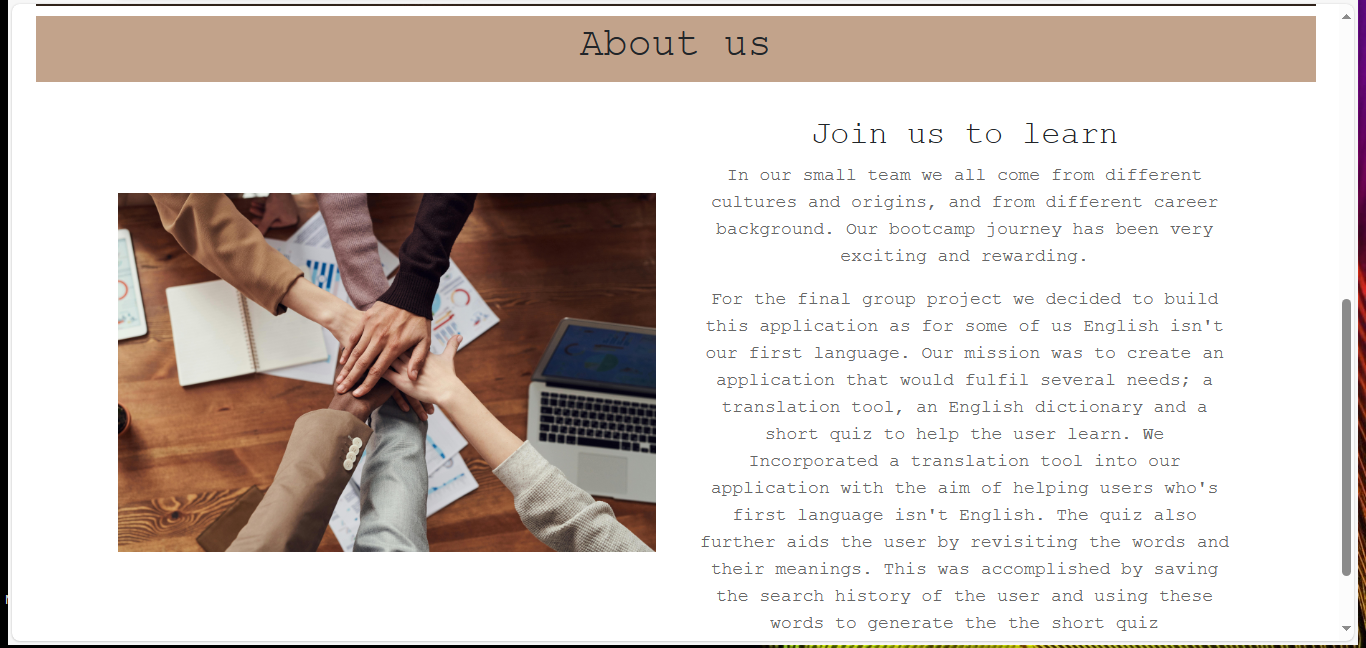 About us
Join us to learn
In our small team we all come from different
cultures and origins, and from different career
background. Our bootcamp journey has been very
exciting and rewarding.
For the final group project we decided to build
this application as for some of us English isn't
our first language. Our mission was to create an
application that would fulfil several needs; a
translation tool, an English dictionary and a
short quiz to help the user learn. We
Incorporated a translation tool into our
application with the aim of helping users who's
first language isn't English. The quiz also
further aids the user by revisiting the words and
their meanings. This was accomplished by saving
the search history of the user and using these
words to generate the the short quiz